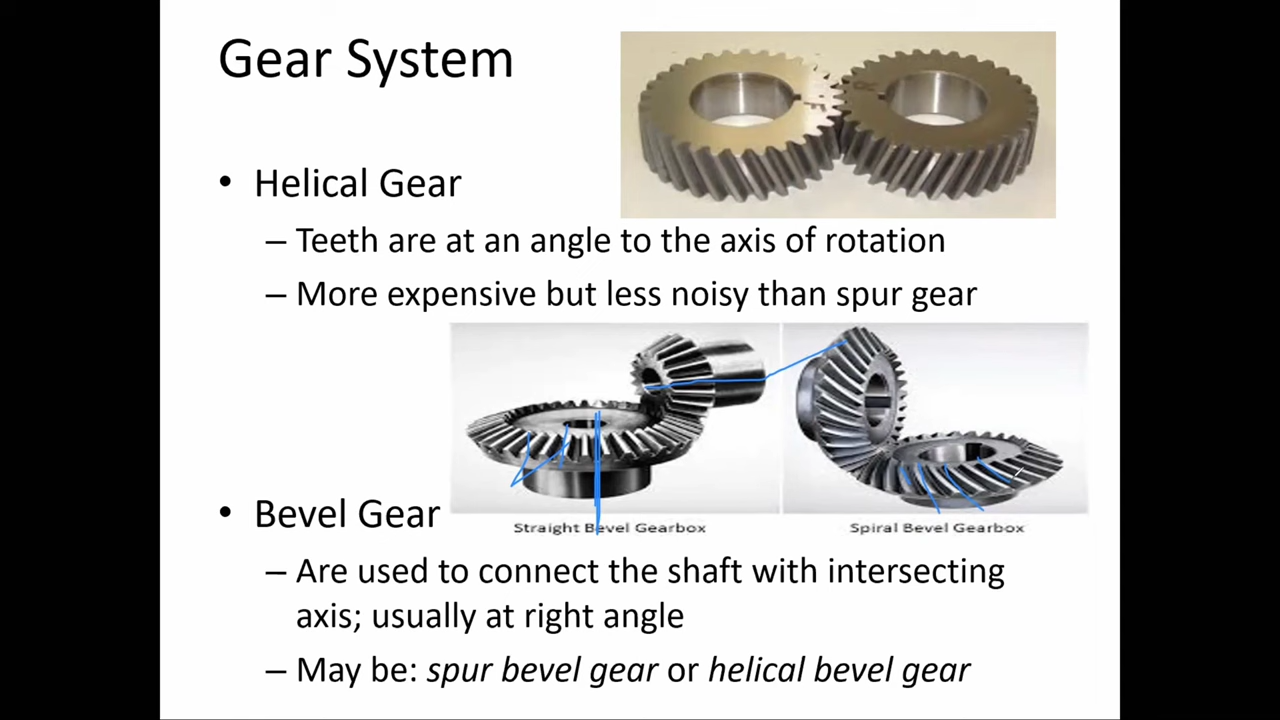 Gear System
• Helical Gear
– Teeth are at an angle to the axis of rotation
– More expensive but less noisy than spur gear
Straight Bevel Gearbox
Spiral Bevel Gearbox
• Bevel Gear
– Are used to connect the shaft with intersecting
axis; usually at right angle
– May be: spur bevel gear or helical bevel gear